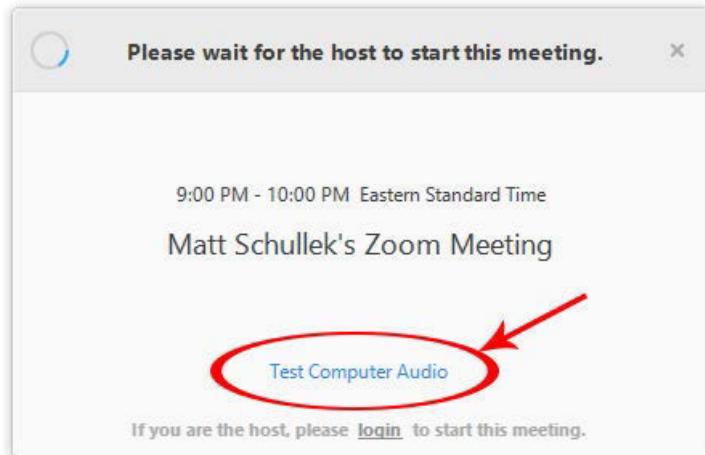 Please wait for the host to start this meeting.
9:00 PM - 10:00 PM Eastern Standard Time
Matt Schullek's Zoom Meeting
Test Computer Audio
If you are the host, please login to start this meeting.